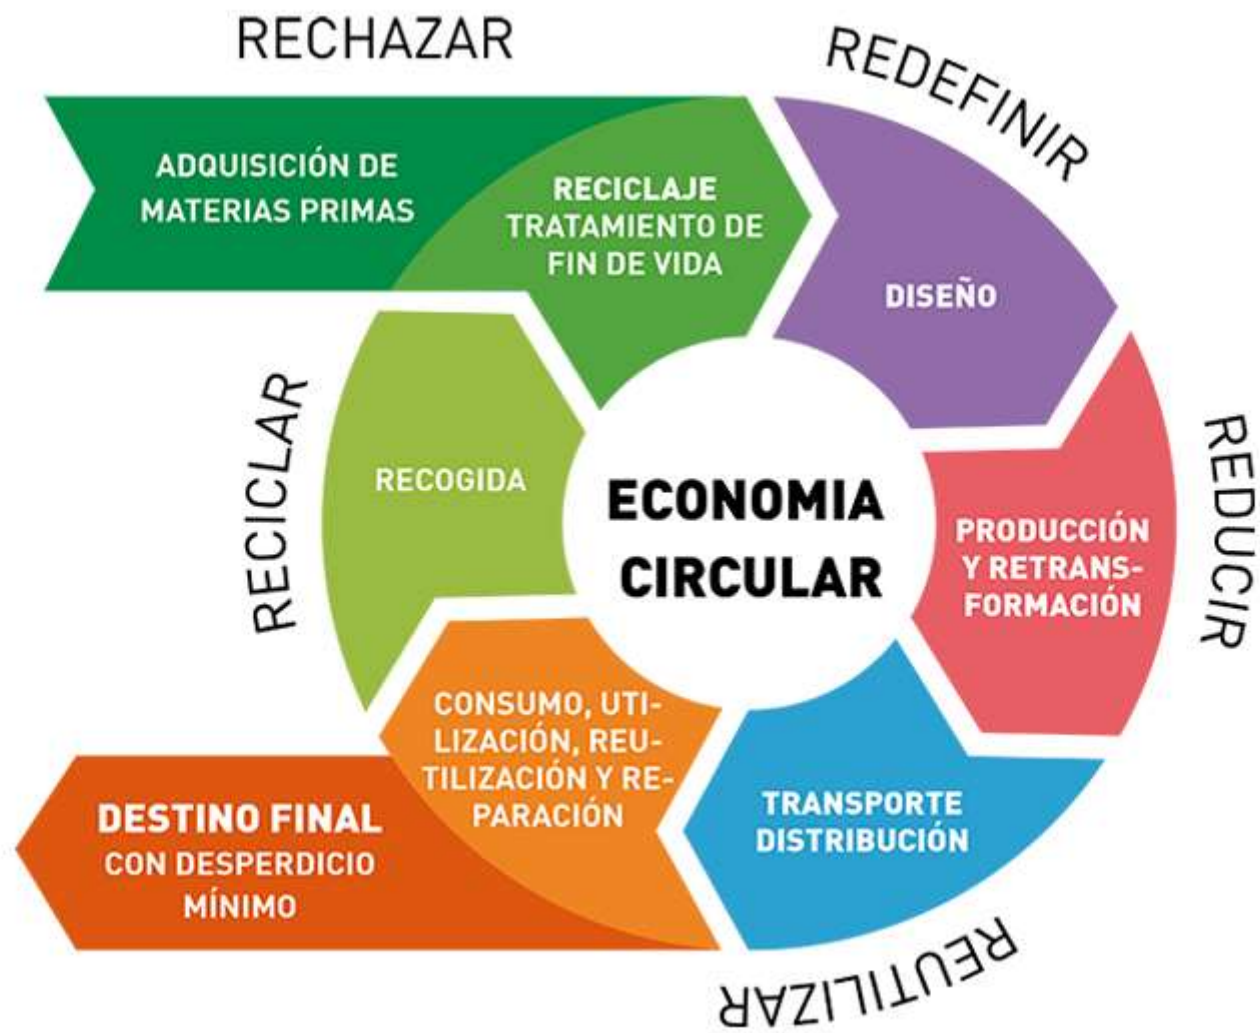 RECHAZAR
REDEFINIR
ADQUISICIÓN DE
MATERIAS PRIMAS
RECICLAJE
TRATAMIENTO DE
FIN DE VIDA
DISEÑO
REDUCIR
PRODUCCIÓN
Y RETRANS-
FORMACIÓN
ECONOMIA
CIRCULAR
RECICLAR
RECOGIDA
CONSUMO, UTI-
LIZACIÓN, REU-
TILIZACIÓN Y RE-
PARACIÓN
TRANSPORTE
DISTRIBUCIÓN
DESTINO FINAL
CON DESPERDICIO
MÍNIMO
REUTILIZAR